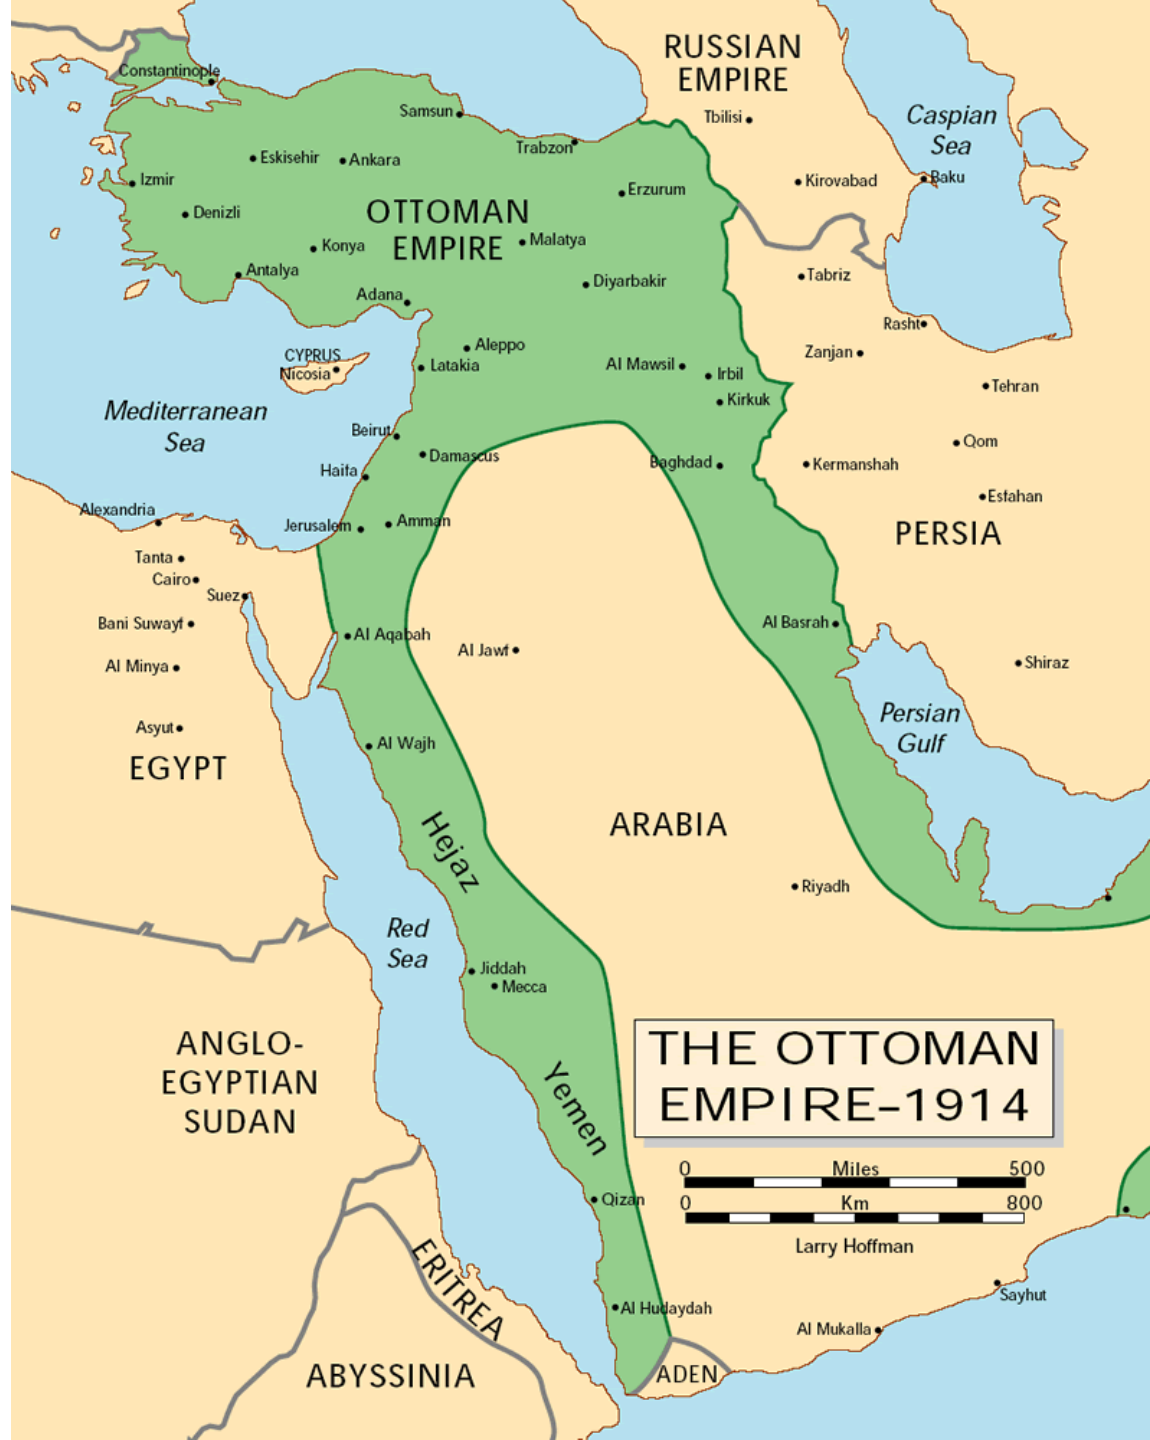 RUSSIAN
EMPIRE
Constantinople
Caspian
Sea
Samsun
Tbilisi
Trabzon
Eskisehir
Ankara
Izmir
Kirovabad
Baku
Erzurum
Denizli
OTTOMAN
EMPIRE
Konya
Malatya
Antalya
Tabriz
Diyarbakir
Adana
Rasht
Aleppo
Zanjan
CYPRUS
Nicosia
Latakia
Al Mawsil
Irbil
Tehran
Kirkuk
Mediterranean
Sea
Beirut
Qom
Damascus
Baghdad
Kermanshah
Haifa
Esfahan
Alexandria
Jerusalem
Amman
PERSIA
Tanta
Cairo
Suez
Bani Suwayf
Al Basrah
Al Aqabah
Al Jawf
Al Minya
Shiraz
Asyut
Persian
Gulf
Al Wajh
EGYPT
Hejaz
ARABIA
Riyadh
Red
Sea
Jiddah
Mecca
ANGLO-
EGYPTIAN
SUDAN
THE OTTOMAN
EMPIRE–1914
Yemen
0 Miles 500
0 Km 800
Qizan
Larry Hoffman
ERITREA
Sayhut
Al Hudaydah
Al Mukalla
ABYSSINIA
ADEN